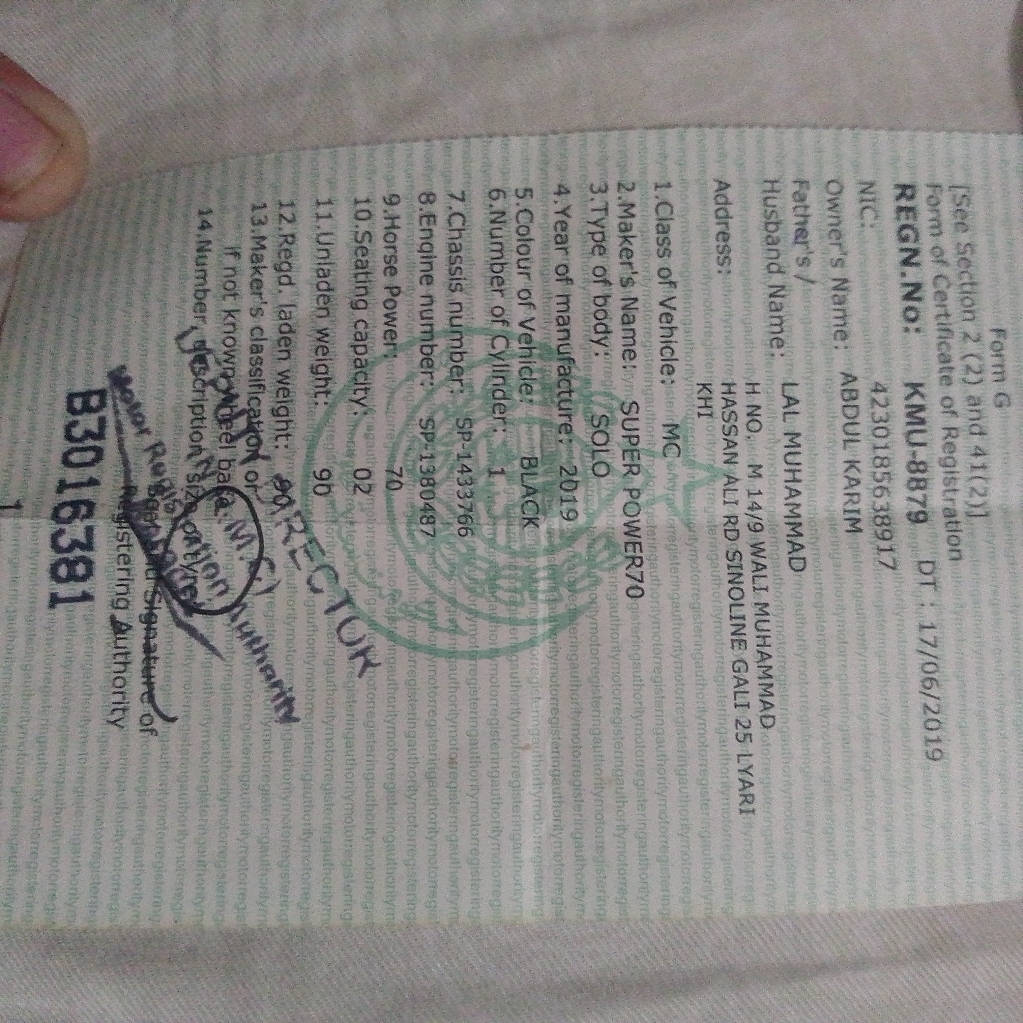 Form G
[See Section 2 (2) and 41(2)]
Form of Certificate of Registration
REGN.No: KMU-8879 DT : 17/06/2019
NIC: 4230185638917
Owner's Name: ABDUL KARIM
Father's /
Husband Name: LAL MUHAMMAD
Address: H NO. M 14/9 WALI MUHAMMAD
HASSAN ALI RD SINOLINE GALI 25 LYARI
KHI
1.Class of Vehicle: MC
2.Maker's Name: SUPER POWER70
3.Type of body: SOLO
4.Year of manufacture: 2019
5.Colour of vehicle: BLACK
6.Number of Cylinder: 1
7.Chassis number: SP-1433766
8.Engine number: SP-1380487
9.Horse Power: 70
10.Seating capacity: 02
11.Unladen weight: 90
12.Regd. laden weight: 90
13.Maker's classification or
if not known wheel base
14.Number description size
DIRECTOR
M.C.)
Authority
Motor Registration
Signature of
Registering Authority
B3016381
1